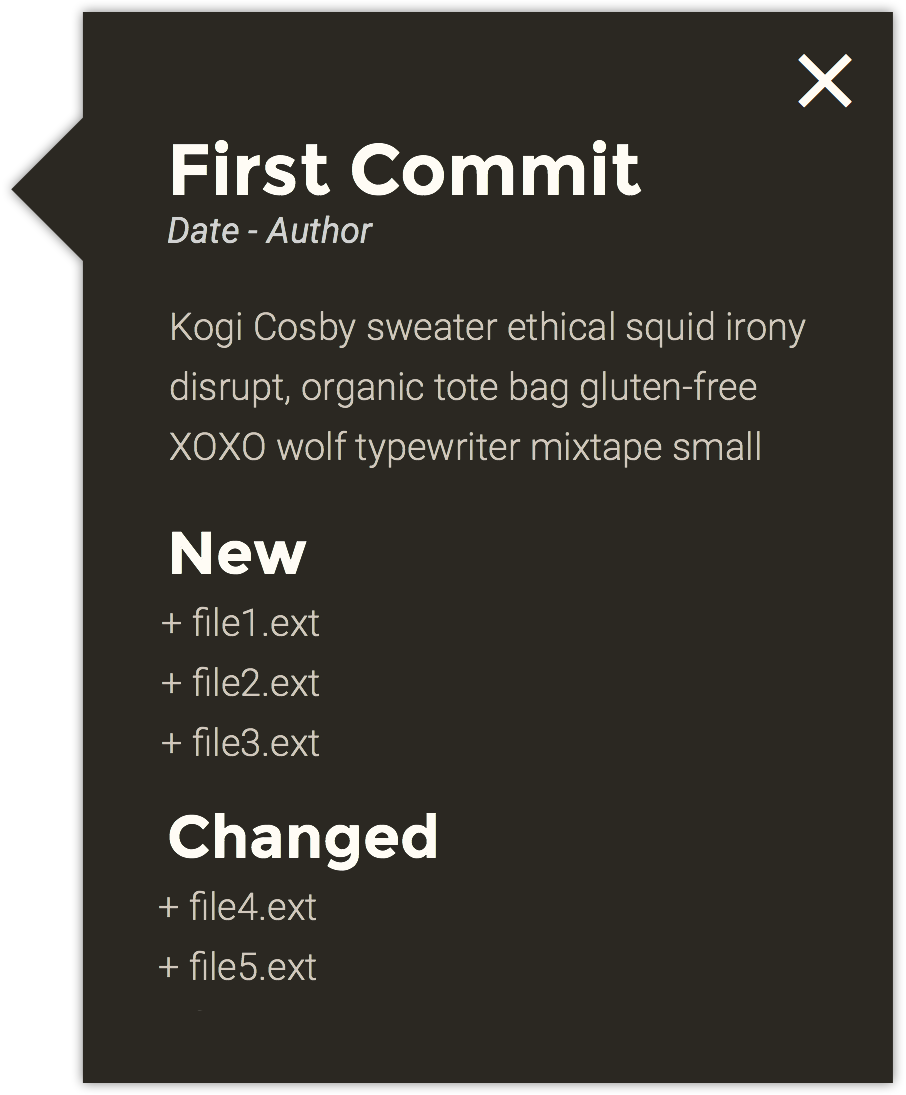 First Commit
Date - Author
Kogi Cosby sweater ethical squid irony
disrupt, organic tote bag gluten-free
XOXO wolf typewriter mixtape small
New
+ file1.ext
+ file2.ext
+ file3.ext
Changed
+ file4.ext
+ file5.ext